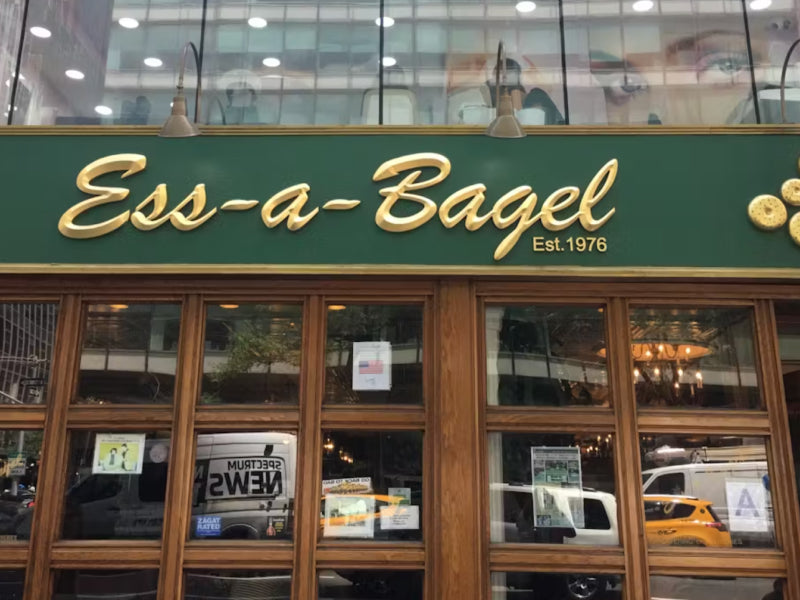 Ess-a-Bagel
Est.1976
SPECTRUM
NEWS
ZAGAT
RATED
A